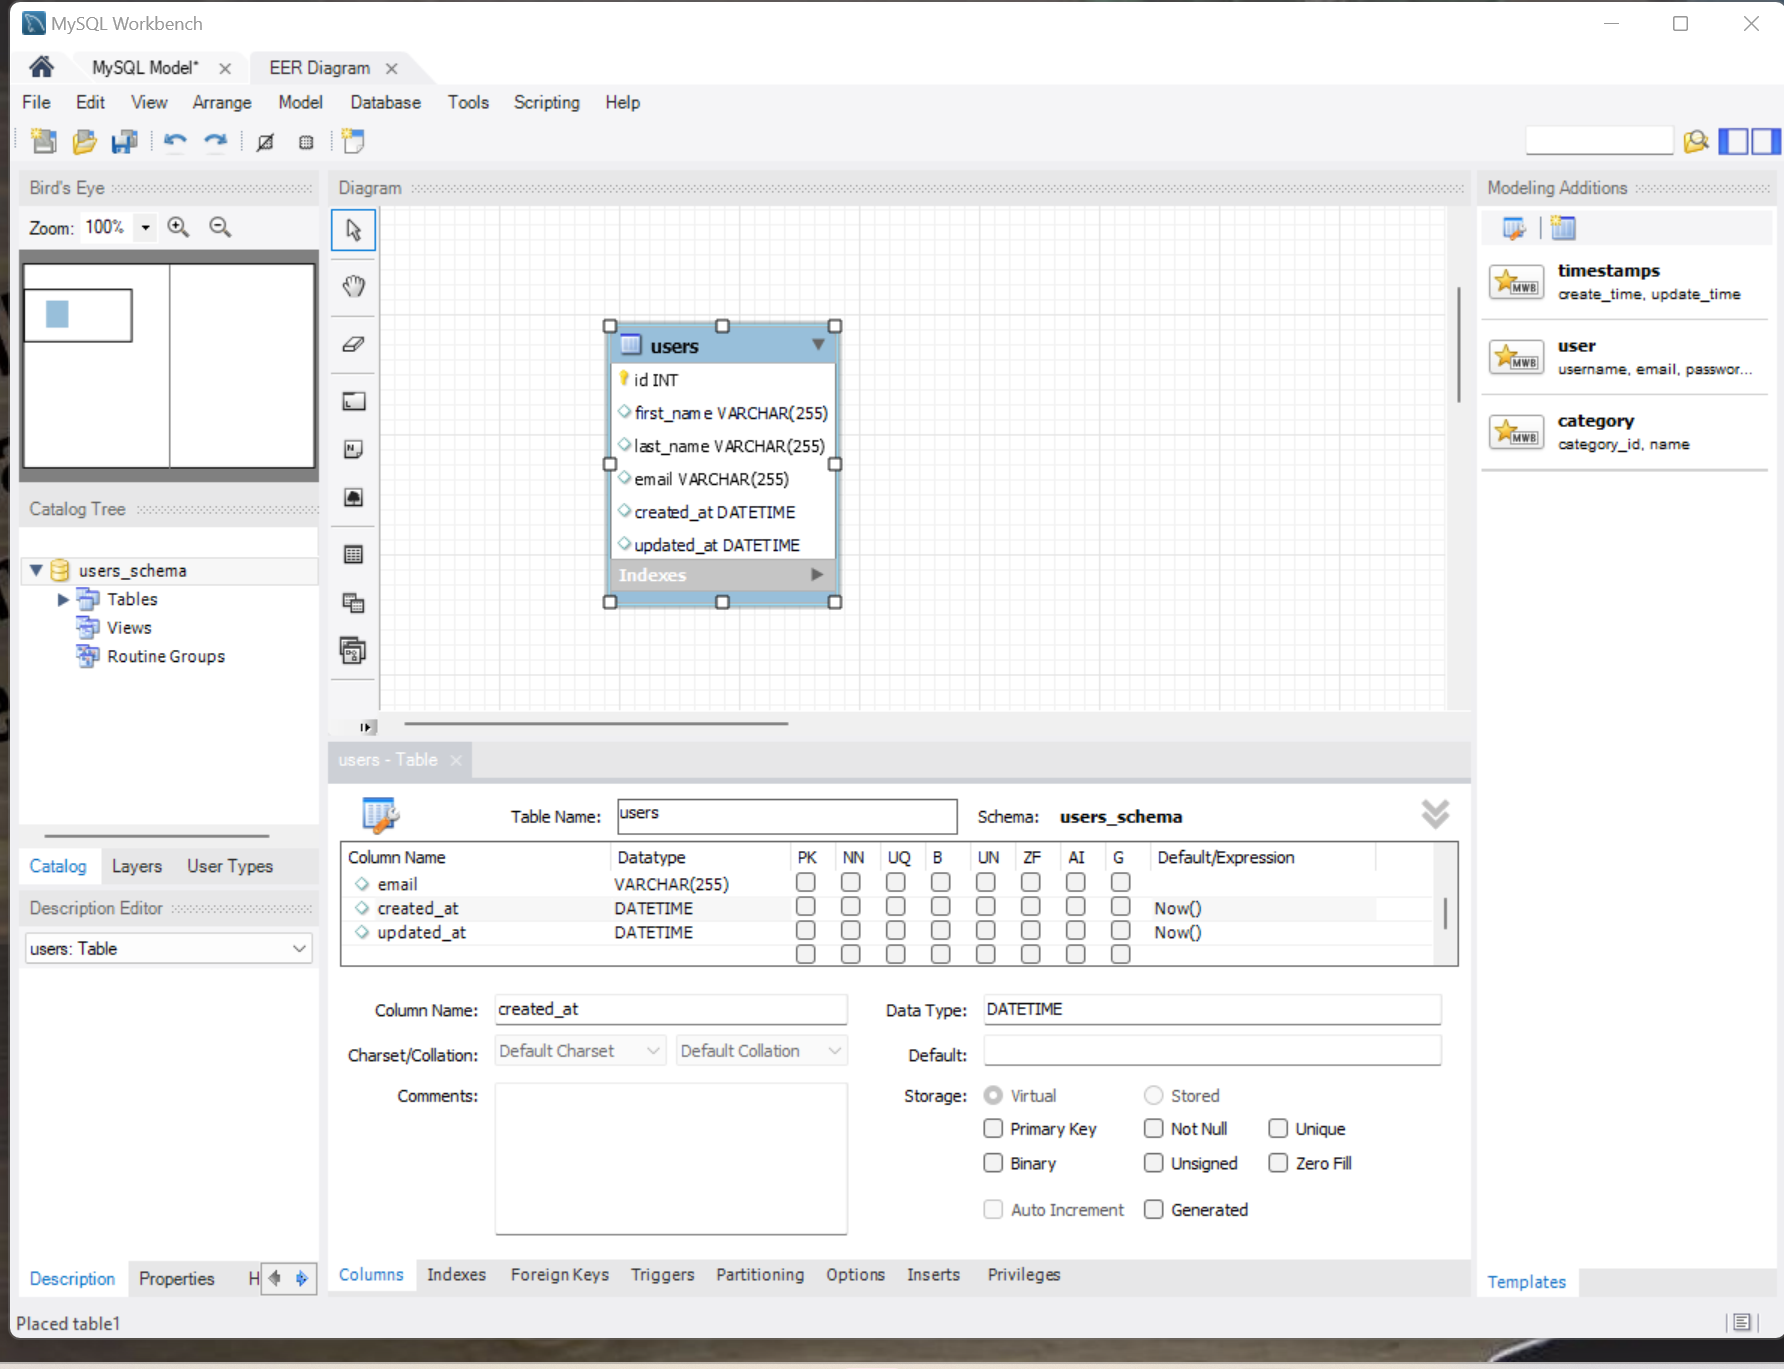 MySQL Workbench
MySQL Model*
EER Diagram
File Edit View Arrange Model Database Tools Scripting Help
Bird's Eye
Zoom: 100%
Catalog Tree
users_schema
Tables
Views
Routine Groups
Catalog Layers User Types
Description Editor
users: Table
Description Properties H
Diagram
users
id INT
first_name VARCHAR(255)
last_name VARCHAR(255)
email VARCHAR(255)
created_at DATETIME
updated_at DATETIME
Indexes
users - Table
Table Name: users Schema: users_schema
Column Name Datatype PK NN UQ B UN ZF AI G Default/Expression
email VARCHAR(255)
created_at DATETIME Now()
updated_at DATETIME Now()
Column Name: created_at Data Type: DATETIME
Charset/Collation: Default Charset Default Collation Default:
Comments: Storage: Virtual Stored
Primary Key Not Null Unique
Binary Unsigned Zero Fill
Auto Increment Generated
Columns Indexes Foreign Keys Triggers Partitioning Options Inserts Privileges
Modeling Additions
MWB
timestamps
create_time, update_time
MWB
user
username, email, passwor...
MWB
category
category_id, name
Templates
Placed table1